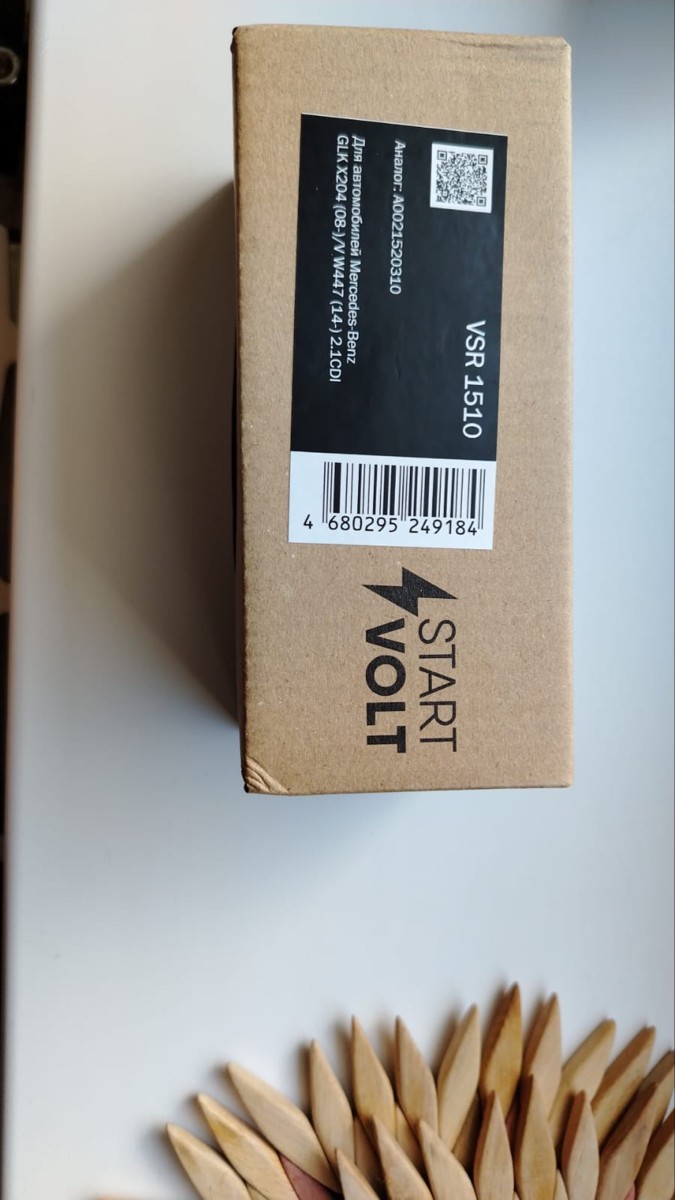 VSR 1510
Аналог: A0021520310
Для автомобилей Mercedes-Benz
GLK X204 (08-)/V W447 (14-) 2.1CDI
4 680295 249184
START
VOLT